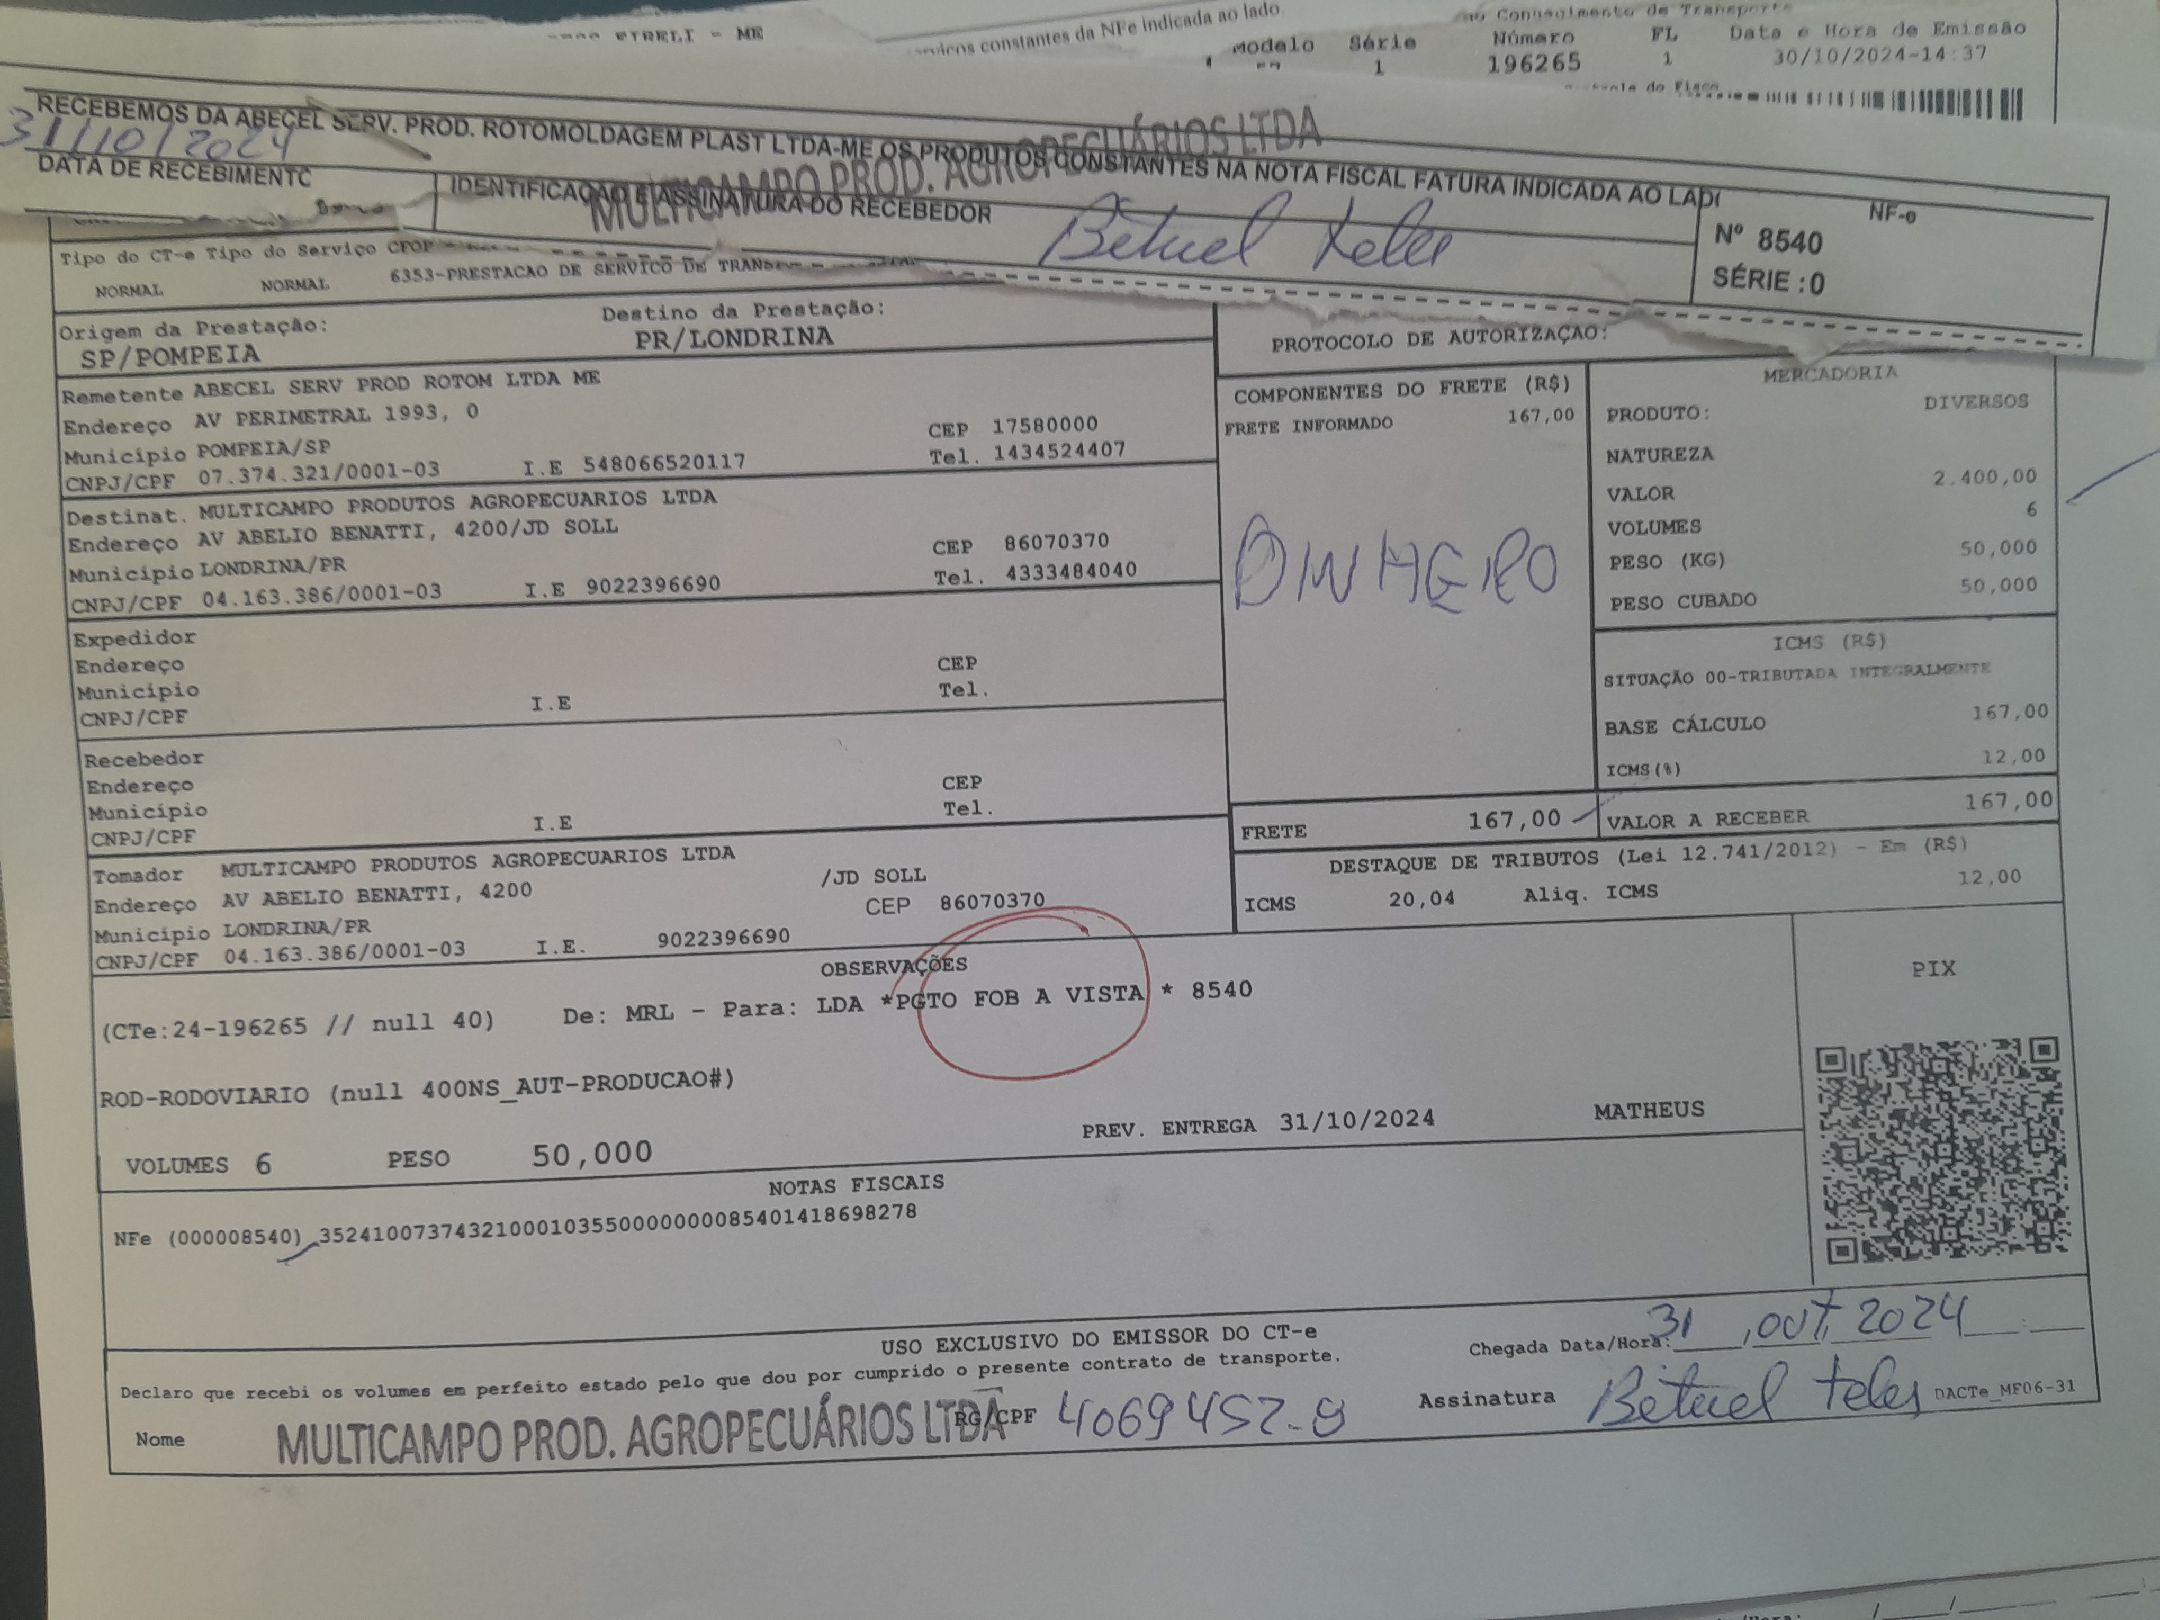 EIRELI - ME
serviços constantes da NFe indicada ao lado.
Conhecimento de Transporte
Modelo Série Número FL Data e Hora de Emissão
1 196265 1 30/10/2024-14:37
RECEBEMOS DA ABECEL SERV. PROD. ROTOMOLDAGEM PLAST LTDA-ME OS PRODUTOS CONSTANTES NA NOTA FISCAL FATURA INDICADA AO LADO
MULTICAMPO PROD. AGROPECUÁRIOS LTDA
31/10/2024
DATA DE RECEBIMENTO
IDENTIFICAÇÃO E ASSINATURA DO RECEBEDOR
Betuel teles
NF-e
Nº 8540
SÉRIE : 0
Tipo do CT-e Tipo do Serviço CFOP
NORMAL NORMAL 6353-PRESTACAO DE SERVICO DE
Origem da Prestação: Destino da Prestação:
SP/POMPEIA PR/LONDRINA
PROTOCOLO DE AUTORIZAÇAO:
Remetente ABECEL SERV PROD ROTOM LTDA ME
Endereço AV PERIMETRAL 1993, 0
Município POMPEIA/SP CEP 17580000
CNPJ/CPF 07.374.321/0001-03 I.E 548066520117 Tel. 1434524407
Destinat. MULTICAMPO PRODUTOS AGROPECUARIOS LTDA
Endereço AV ABELIO BENATTI, 4200/JD SOLL
Município LONDRINA/PR CEP 86070370
CNPJ/CPF 04.163.386/0001-03 I.E 9022396690 Tel. 4333484040
Expedidor
Endereço
Município CEP
CNPJ/CPF I.E Tel.
Recebedor
Endereço
Município CEP
CNPJ/CPF I.E Tel.
Tomador MULTICAMPO PRODUTOS AGROPECUARIOS LTDA
Endereço AV ABELIO BENATTI, 4200 /JD SOLL
Município LONDRINA/PR CEP 86070370
CNPJ/CPF 04.163.386/0001-03 I.E. 9022396690
COMPONENTES DO FRETE (R$)
FRETE INFORMADO 167,00
DINHEIRO
MERCADORIA
PRODUTO: DIVERSOS
NATUREZA
VALOR 2.400,00
VOLUMES 6
PESO (KG) 50,000
PESO CUBADO 50,000
ICMS (R$)
SITUAÇÃO 00-TRIBUTADA INTEGRALMENTE
BASE CÁLCULO 167,00
ICMS(%) 12,00
FRETE 167,00 VALOR A RECEBER 167,00
DESTAQUE DE TRIBUTOS (Lei 12.741/2012) - Em (R$)
ICMS 20,04 Aliq. ICMS 12,00
OBSERVAÇÕES
(CTe:24-196265 // null 40) De: MRL - Para: LDA *PGTO FOB A VISTA * 8540
ROD-RODOVIARIO (null 400NS_AUT-PRODUCAO#)
VOLUMES 6 PESO 50,000 PREV. ENTREGA 31/10/2024 MATHEUS
PIX
NOTAS FISCAIS
NFe (000008540) 35241007374321000103550000000085401418698278
USO EXCLUSIVO DO EMISSOR DO CT-e
Declaro que recebi os volumes em perfeito estado pelo que dou por cumprido o presente contrato de transporte.
Chegada Data/Hora: 31, out, 2024 :
Nome MULTICAMPO PROD. AGROPECUÁRIOS LTDA RG/CPF 4069457-9 Assinatura Betuel teles DACTe_MF06-31